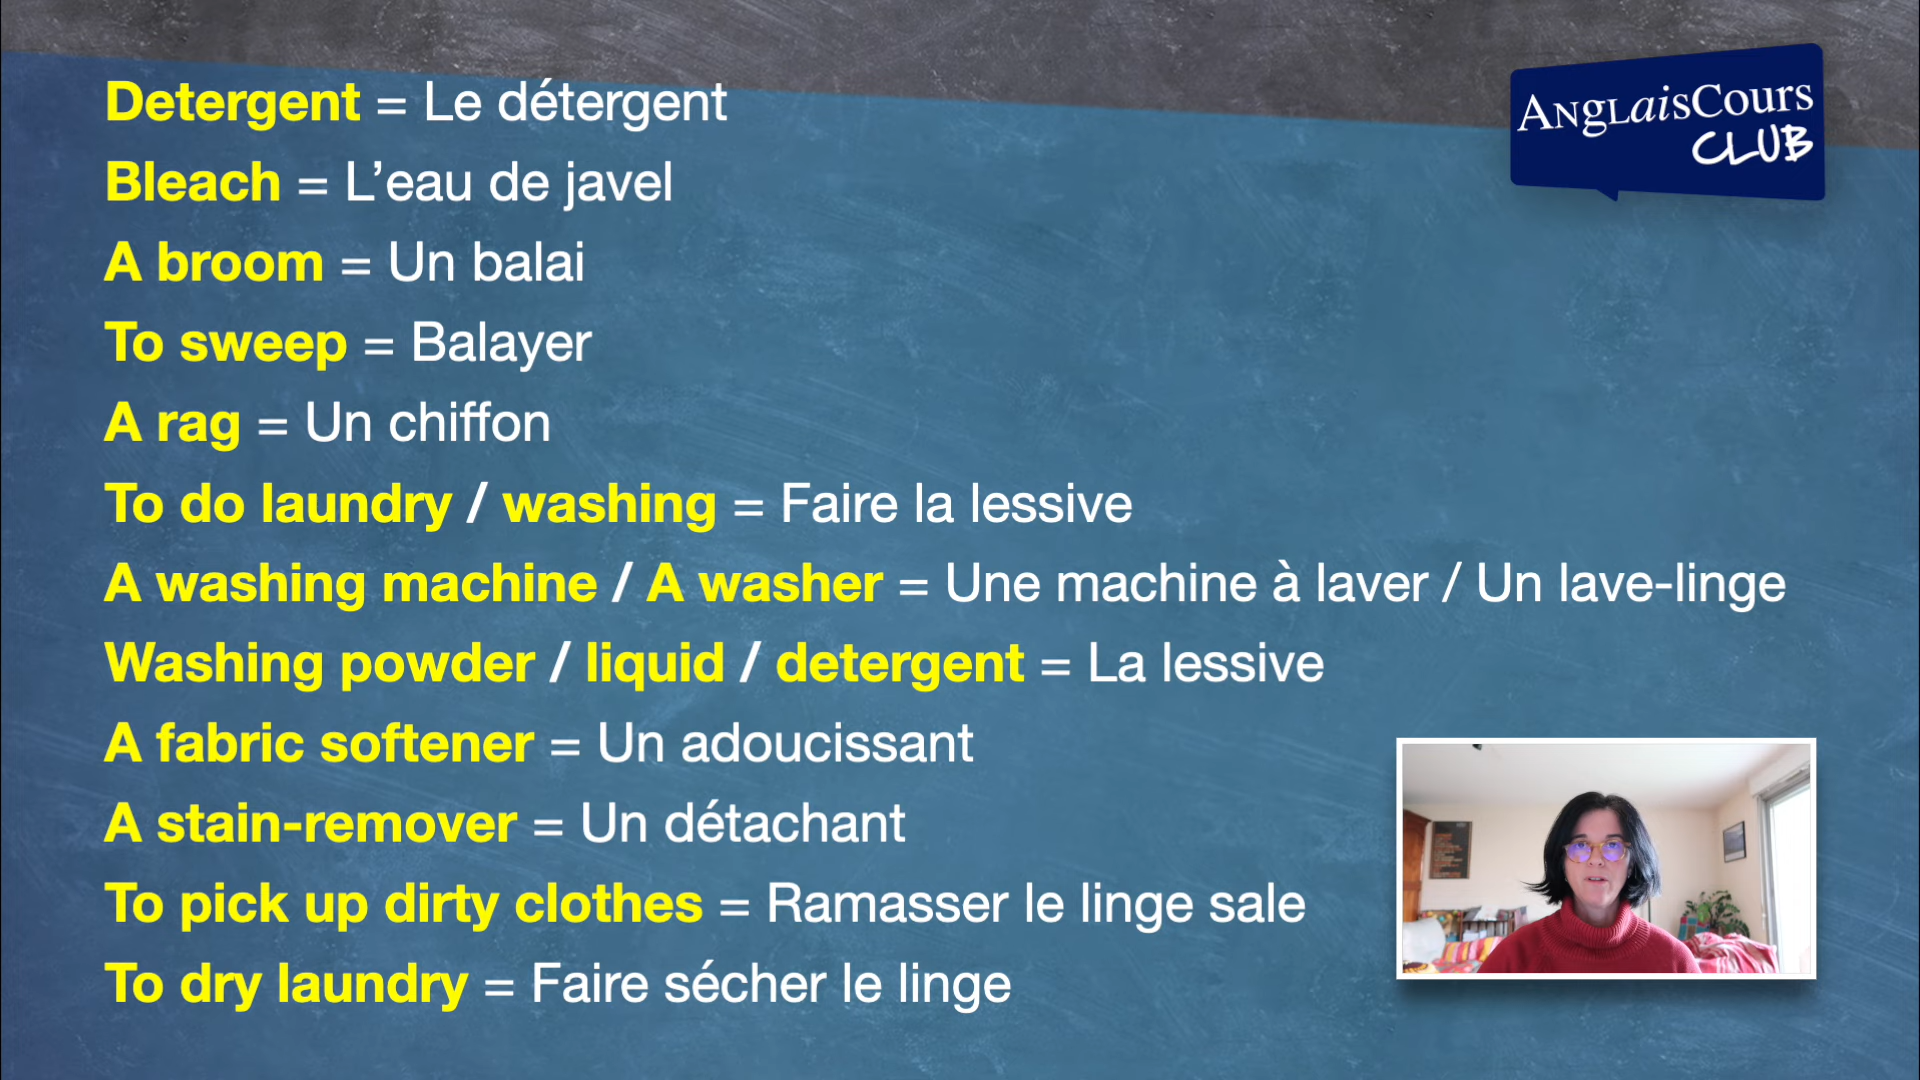 Detergent = Le détergent
Bleach = L’eau de javel
A broom = Un balai
To sweep = Balayer
A rag = Un chiffon
To do laundry / washing = Faire la lessive
A washing machine / A washer = Une machine à laver / Un lave-linge
Washing powder / liquid / detergent = La lessive
A fabric softener = Un adoucissant
A stain-remover = Un détachant
To pick up dirty clothes = Ramasser le linge sale
To dry laundry = Faire sécher le linge
AngLaisCours
CLUB